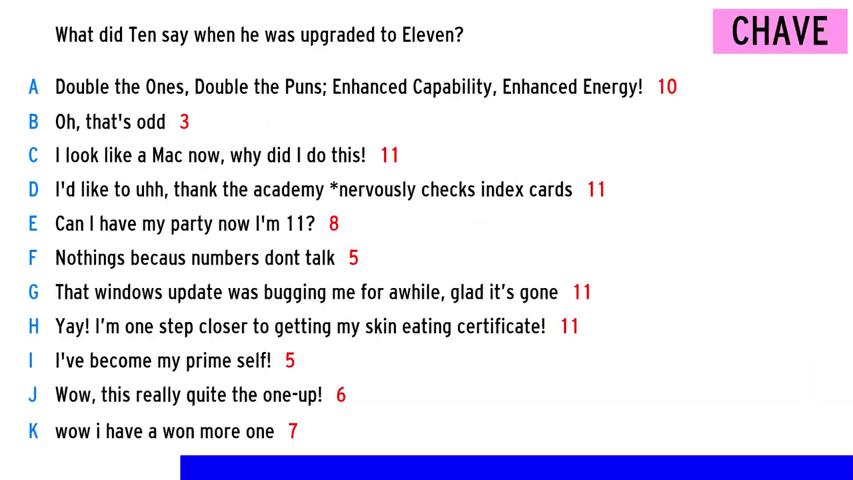 What did Ten say when he was upgraded to Eleven?
CHAVE
A Double the Ones, Double the Puns; Enhanced Capability, Enhanced Energy! 10
B Oh, that's odd 3
C I look like a Mac now, why did I do this! 11
D I'd like to uhh, thank the academy *nervously checks index cards 11
E Can I have my party now I'm 11? 8
F Nothings becaus numbers dont talk 5
G That windows update was bugging me for awhile, glad it’s gone 11
H Yay! I’m one step closer to getting my skin eating certificate! 11
I I've become my prime self! 5
J Wow, this really quite the one-up! 6
K wow i have a won more one 7